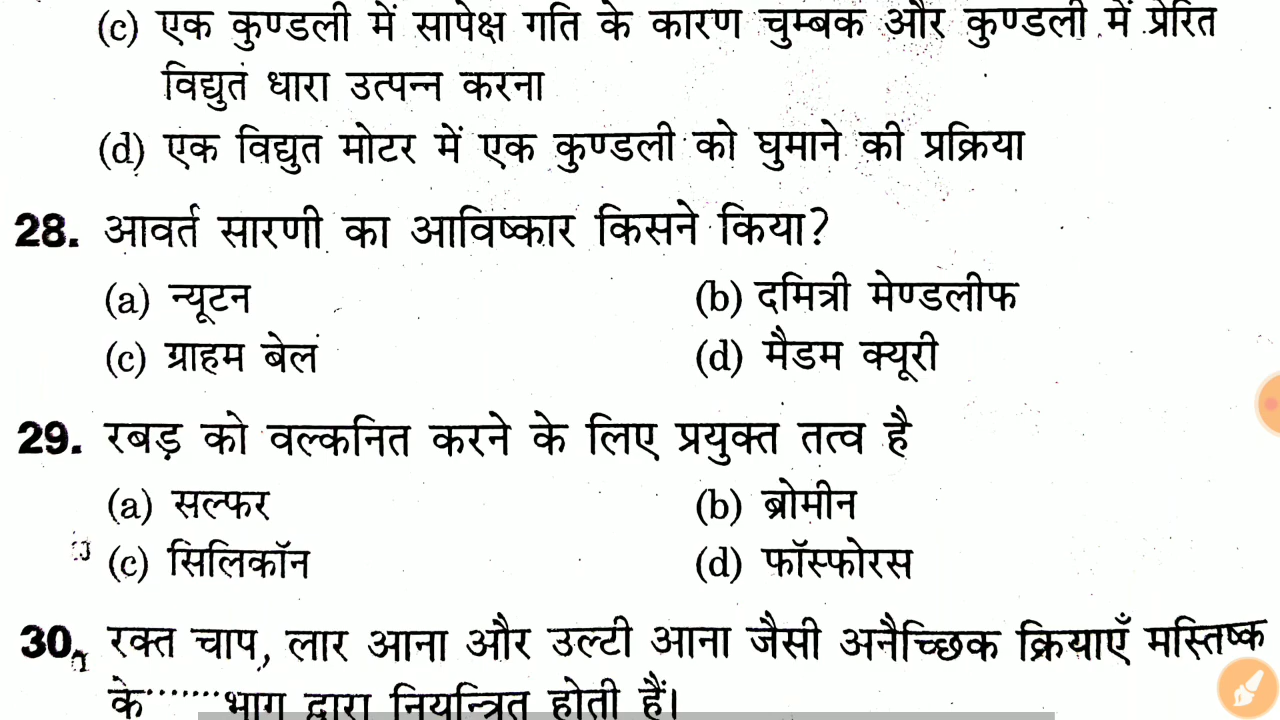 (c) एक कुण्डली में सापेक्ष गति के कारण चुम्बक और कुण्डली में प्रेरित
विद्युत धारा उत्पन्न करना
(d) एक विद्युत मोटर में एक कुण्डली को घुमाने की प्रक्रिया
28. आवर्त सारणी का आविष्कार किसने किया?
(a) न्यूटन (b) दमित्री मेण्डलीफ
(c) ग्राहम बेल (d) मैडम क्यूरी
29. रबड़ को वल्कनित करने के लिए प्रयुक्त तत्व है
(a) सल्फर (b) ब्रोमीन
(c) सिलिकॉन (d) फॉस्फोरस
30. रक्त चाप, लार आना और उल्टी आना जैसी अनैच्छिक क्रियाएँ मस्तिष्क
के.......भाग द्वारा नियन्त्रित होती हैं।